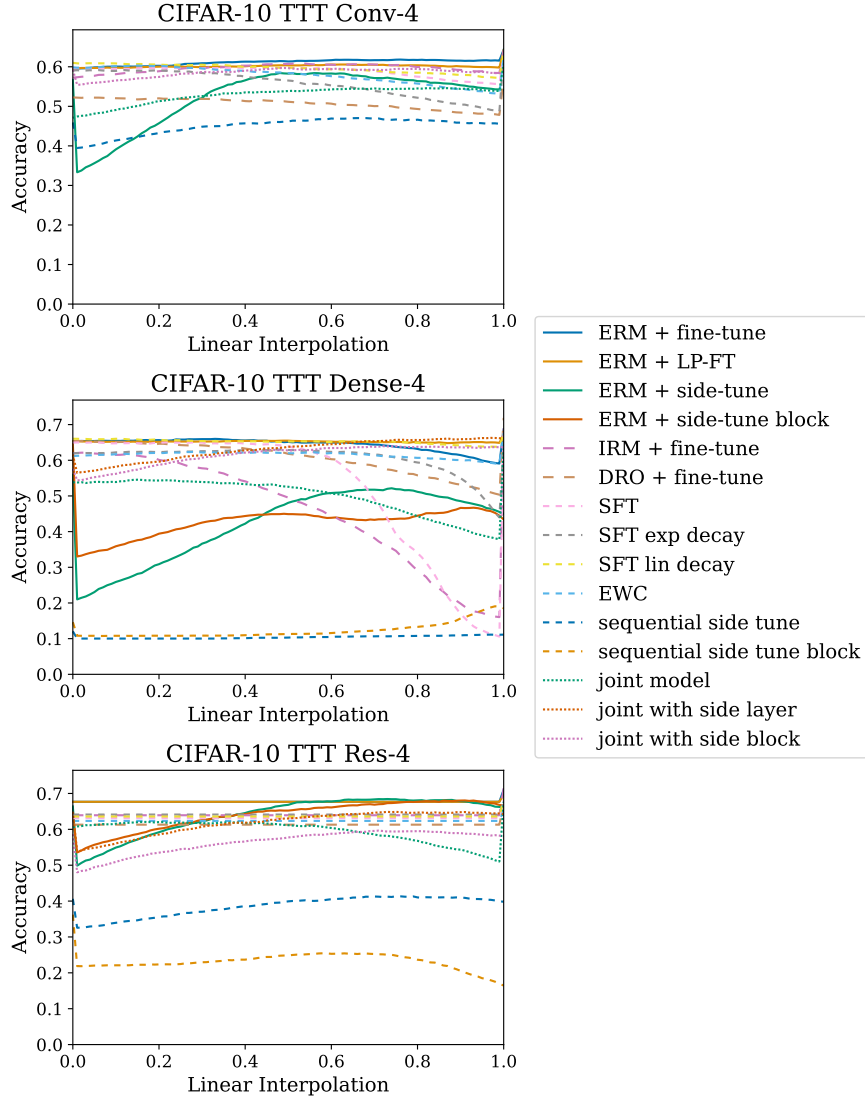 CIFAR-10 TTT Conv-4
0.6
0.5
0.4
0.3
0.2
0.1
0.0
Accuracy
0.0 0.2 0.4 0.6 0.8 1.0
Linear Interpolation
CIFAR-10 TTT Dense-4
0.7
0.6
0.5
0.4
0.3
0.2
0.1
0.0
Accuracy
0.0 0.2 0.4 0.6 0.8 1.0
Linear Interpolation
ERM + fine-tune
ERM + LP-FT
ERM + side-tune
ERM + side-tune block
IRM + fine-tune
DRO + fine-tune
SFT
SFT exp decay
SFT lin decay
EWC
sequential side tune
sequential side tune block
joint model
joint with side layer
joint with side block
CIFAR-10 TTT Res-4
0.7
0.6
0.5
0.4
0.3
0.2
0.1
0.0
Accuracy
0.0 0.2 0.4 0.6 0.8 1.0
Linear Interpolation